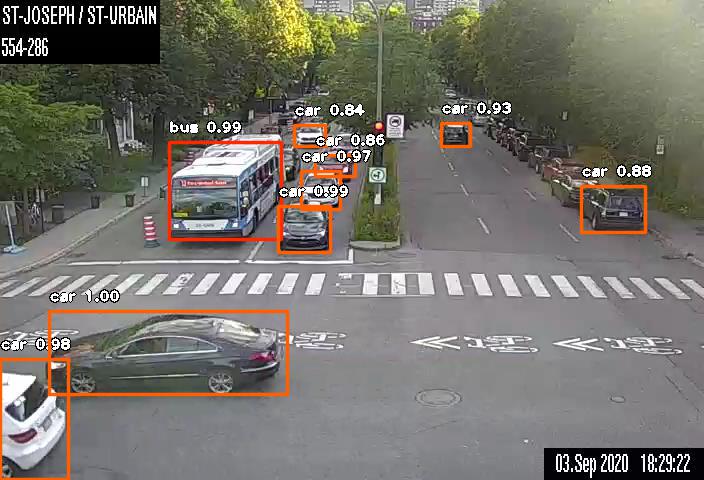 ST-JOSEPH / ST-URBAIN
554-286
car 0.84
car 0.93
bus 0.99
car 0.86
car 0.97
car 0.88
car 0.99
car 1.00
car 0.98
03.Sep 2020 18:29:22